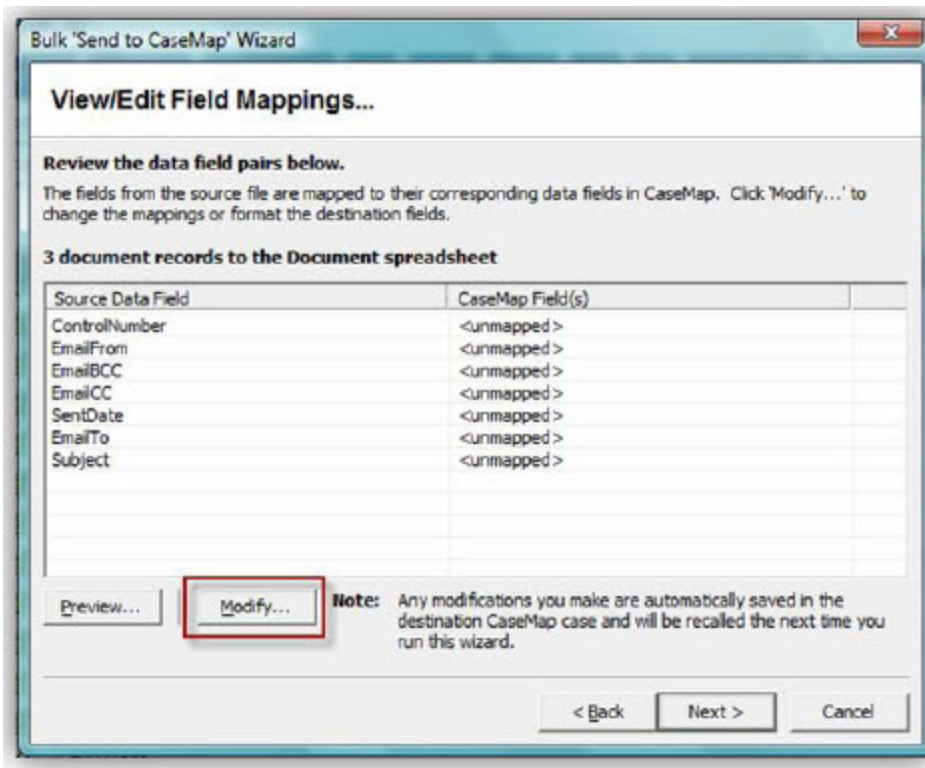 Bulk 'Send to CaseMap' Wizard
View/Edit Field Mappings...
Review the data field pairs below.
The fields from the source file are mapped to their corresponding data fields in CaseMap. Click 'Modify...' to
change the mappings or format the destination fields.
3 document records to the Document spreadsheet
Source Data Field CaseMap Field(s)
ControlNumber <unmapped>
EmailFrom <unmapped>
EmailBCC <unmapped>
EmailCC <unmapped>
SentDate <unmapped>
EmailTo <unmapped>
Subject <unmapped>
Preview... Modify... Note: Any modifications you make are automatically saved in the
destination CaseMap case and will be recalled the next time you
run this wizard.
< Back Next > Cancel